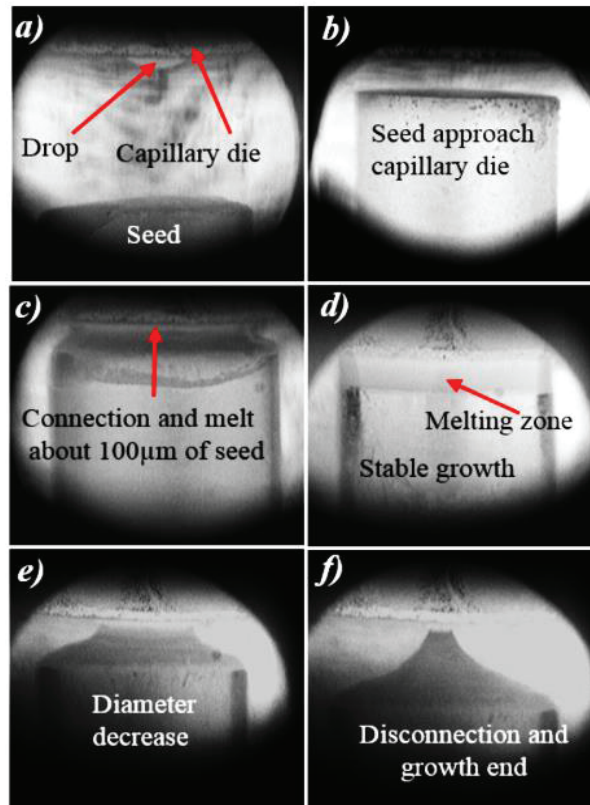 a)
Drop
Capillary die
Seed
b)
Seed approach
capillary die
c)
Connection and melt
about 100µm of seed
d)
Melting zone
Stable growth
e)
Diameter
decrease
f)
Disconnection and
growth end